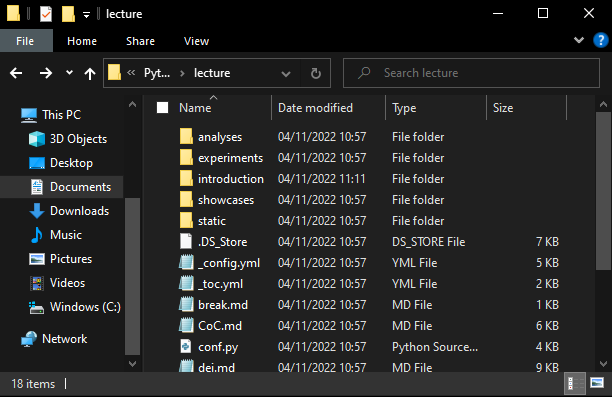 lecture
File Home Share View
Pyt... lecture Search lecture
Name Date modified Type Size
This PC
3D Objects
Desktop
Documents
Downloads
Music
Pictures
Videos
Windows (C:)
Network
analyses 04/11/2022 10:57 File folder
experiments 04/11/2022 10:57 File folder
introduction 04/11/2022 11:11 File folder
showcases 04/11/2022 10:57 File folder
static 04/11/2022 10:57 File folder
.DS_Store 04/11/2022 10:57 DS_STORE File 7 KB
_config.yml 04/11/2022 10:57 YML File 5 KB
_toc.yml 04/11/2022 10:57 YML File 2 KB
break.md 04/11/2022 10:57 MD File 1 KB
CoC.md 04/11/2022 10:57 MD File 6 KB
conf.py 04/11/2022 10:57 Python Source... 4 KB
dei.md 04/11/2022 10:57 MD File 9 KB
18 items